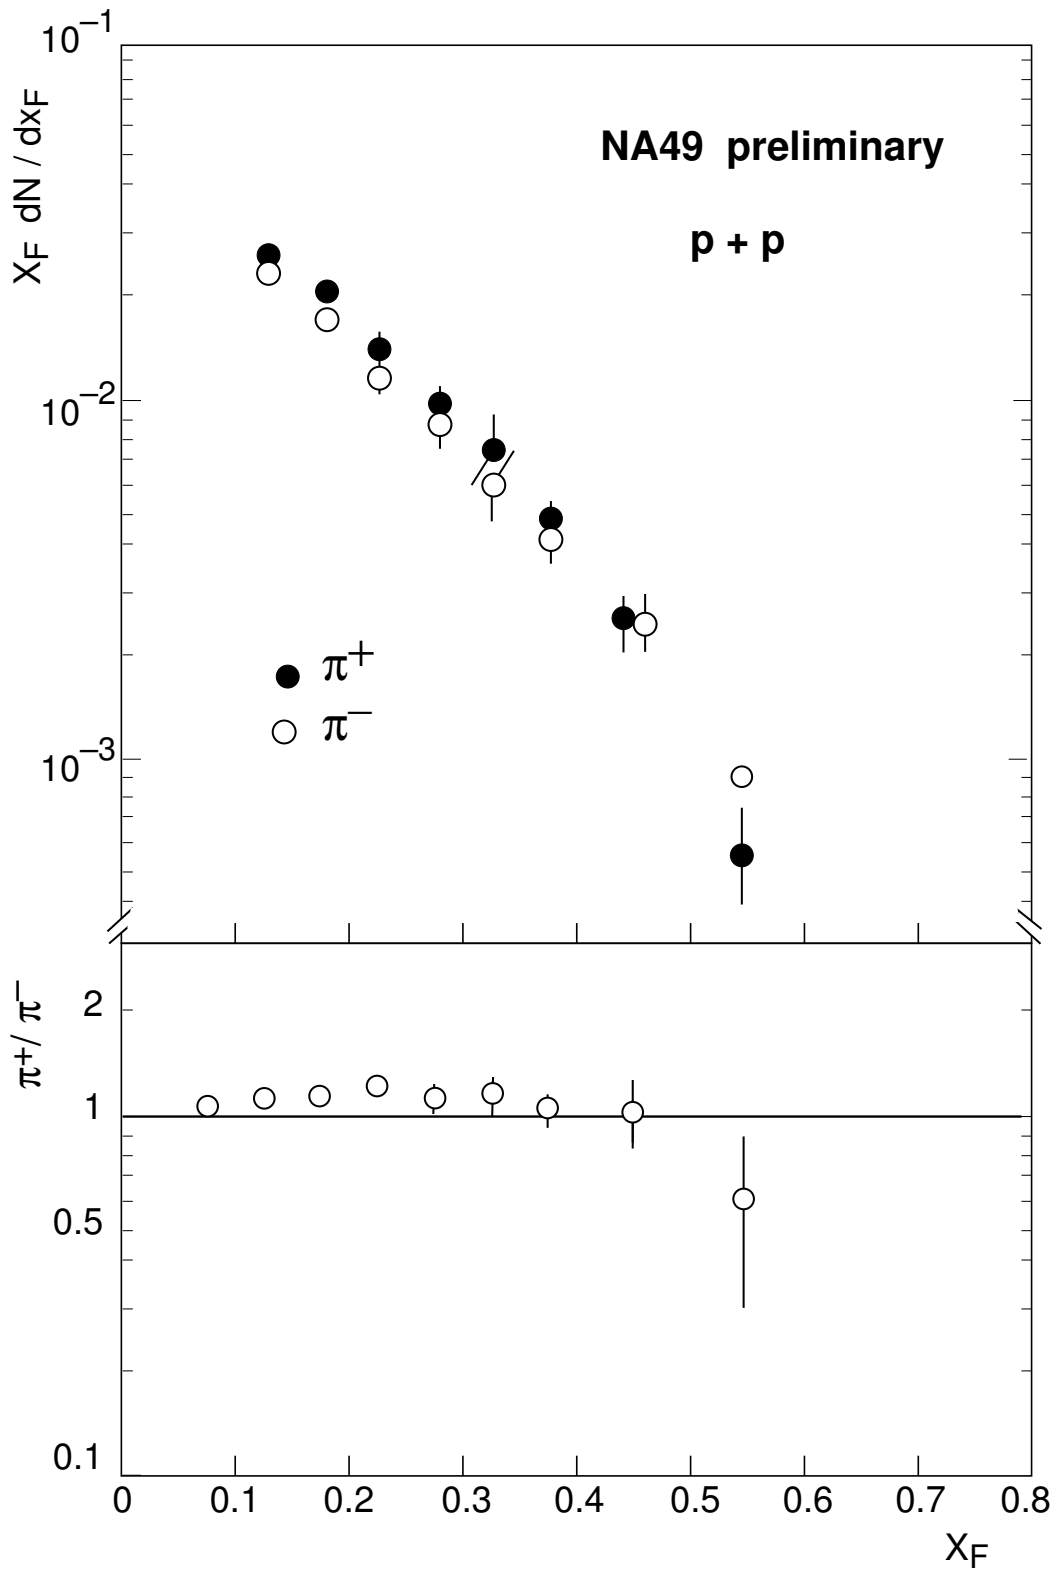 10⁻¹
X_F dN / dx_F
NA49 preliminary
p + p
10⁻²
π⁺
π⁻
10⁻³
π⁺/ π⁻
2
1
0.5
0.1
0 0.1 0.2 0.3 0.4 0.5 0.6 0.7 0.8
X_F